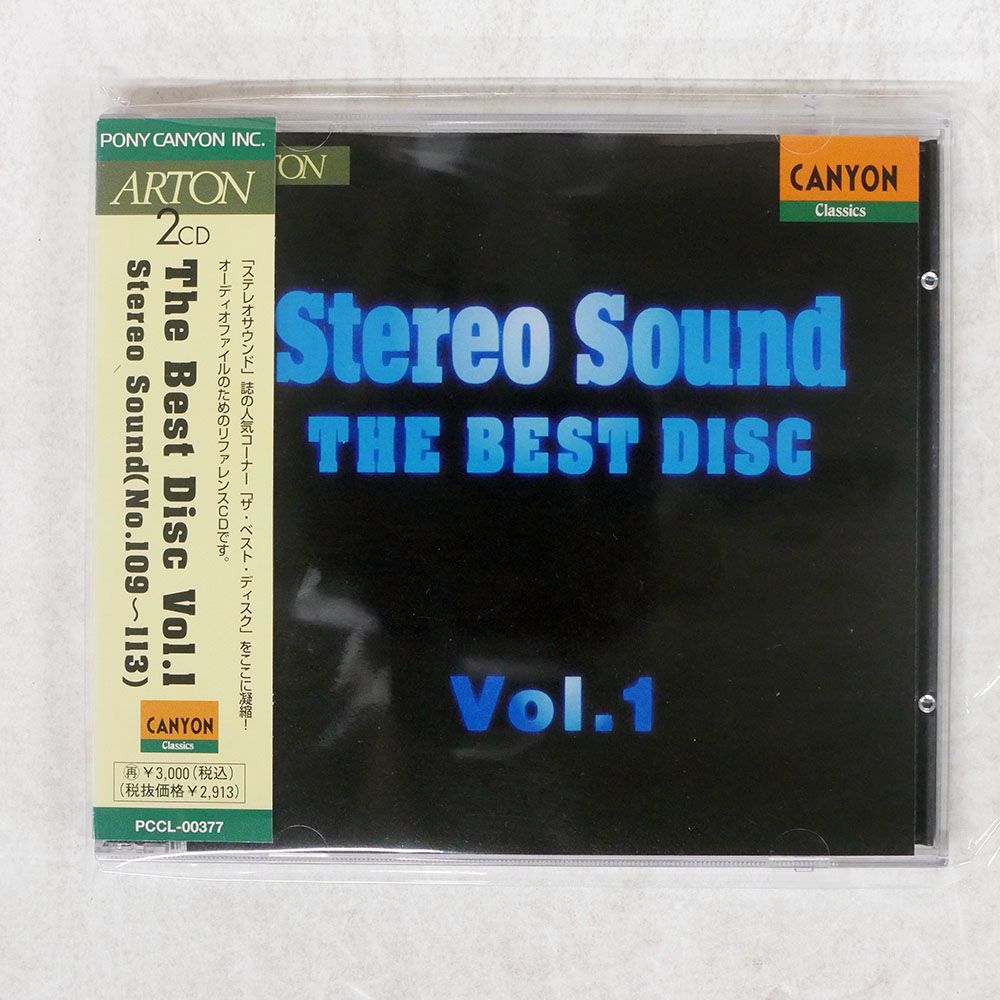 PONY CANYON INC.
ARTON
2CD
The Best Disc Vol.1
Stereo Sound(No.109～113)
「ステレオサウンド」誌の人気コーナー「ザ・ベスト・ディスク」をここに凝縮！
オーディオファイルのためのリファレンスCDです。
CANYON
Classics
再 ¥3,000(税込)
(税抜価格¥2,913)
PCCL-00377
TON
CANYON
Classics
Stereo Sound
THE BEST DISC
Vol.1